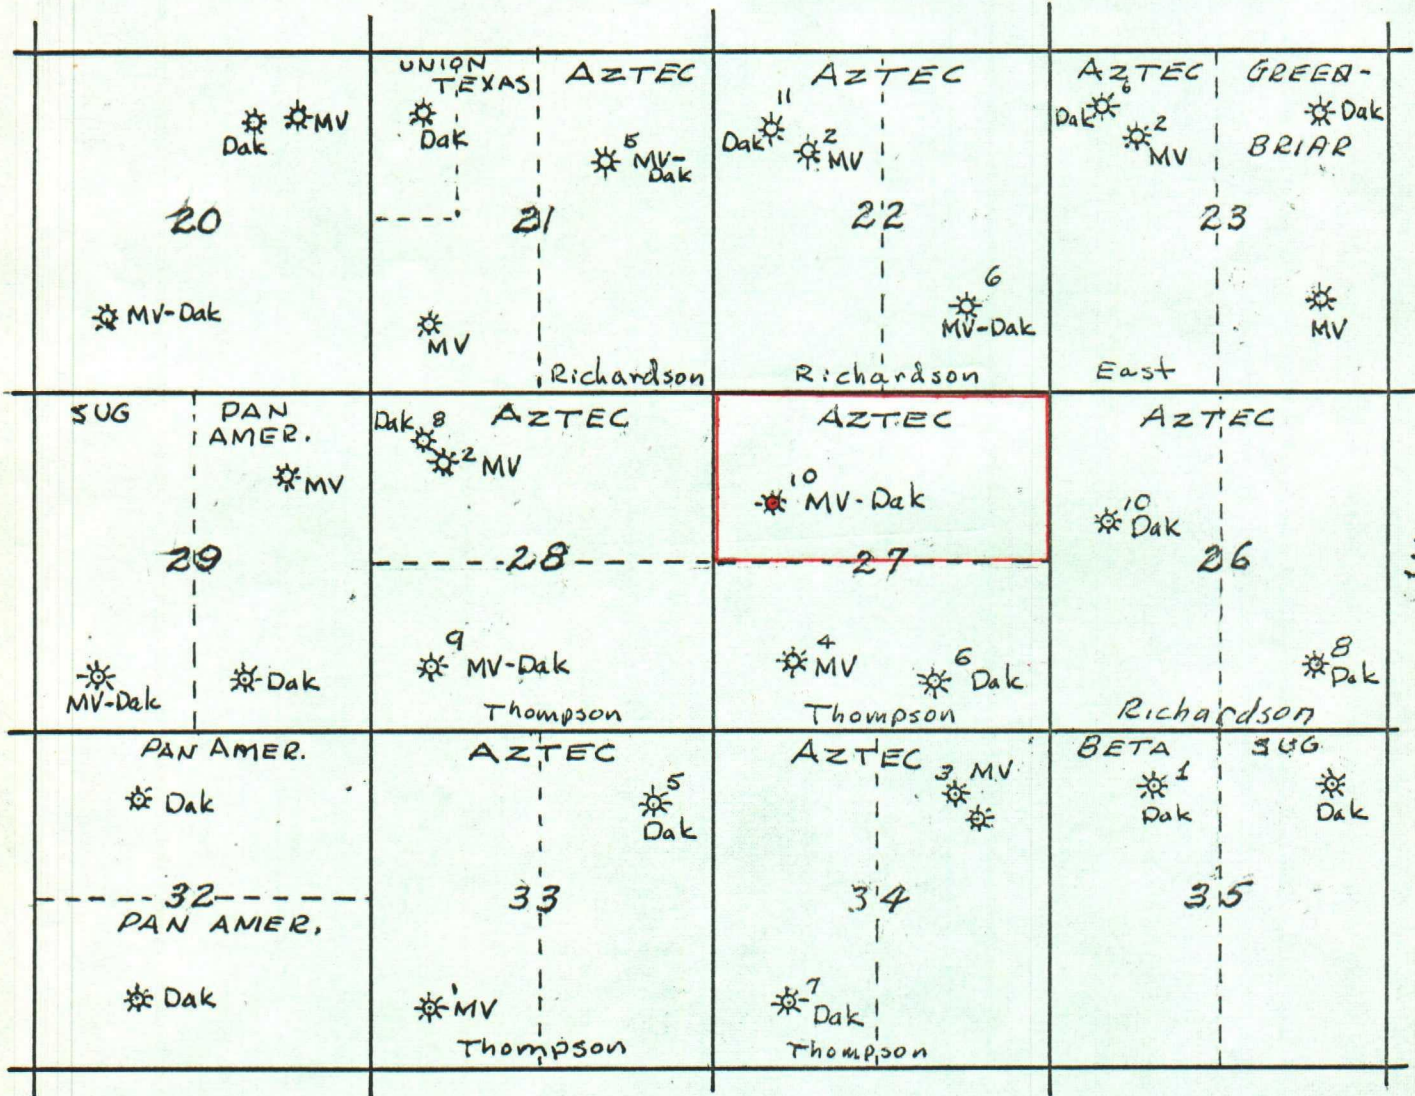 Dak
MV
20
MV-Dak
UNION
TEXAS
AZTEC
Dak
5 MV-
Dak
21
MV
Richardson
AZTEC
11
Dak
2
MV
22
6
MV-Dak
Richardson
AZTEC
GREEN-
BRIAR
6
Dak
2
MV
Dak
23
MV
East
SUG
PAN
AMER.
MV
29
MV-Dak
Dak
Dak 8
AZTEC
2 MV
28
9
MV-Dak
Thompson
AZTEC
10
MV-Dak
27
4
MV
6
Dak
Thompson
AZTEC
10
Dak
26
8
Dak
Richardson
PAN AMER.
Dak
32
PAN AMER.
Dak
AZTEC
5
Dak
33
1 MV
Thompson
AZTEC
3 MV
34
7
Dak
Thompson
BETA
SUG
1
Dak
Dak
35